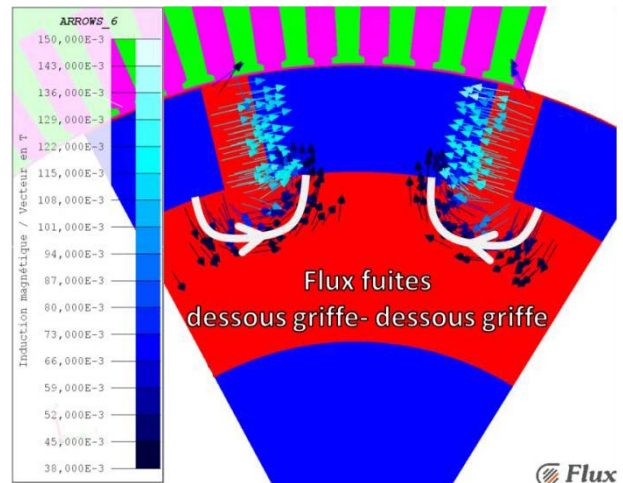 ARROWS_6
Induction magnétique / Vecteur en T
150,000E-3
143,000E-3
136,000E-3
129,000E-3
122,000E-3
115,000E-3
108,000E-3
101,000E-3
94,000E-3
87,000E-3
80,000E-3
73,000E-3
66,000E-3
59,000E-3
52,000E-3
45,000E-3
38,000E-3
Flux fuites
dessous griffe- dessous griffe
Flux